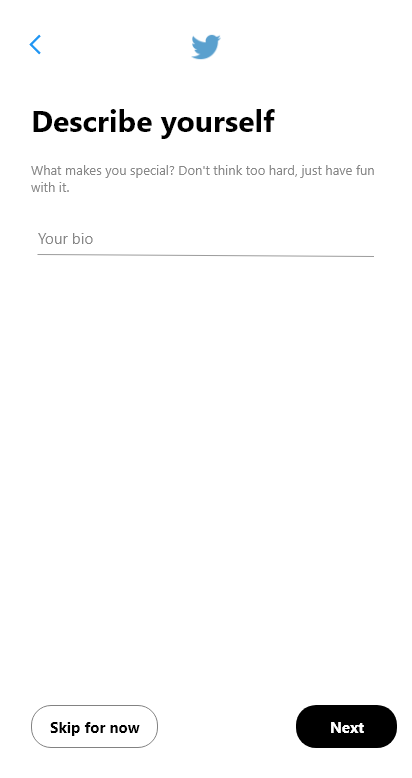 Describe yourself
What makes you special? Don't think too hard, just have fun
with it.
Your bio
Skip for now
Next